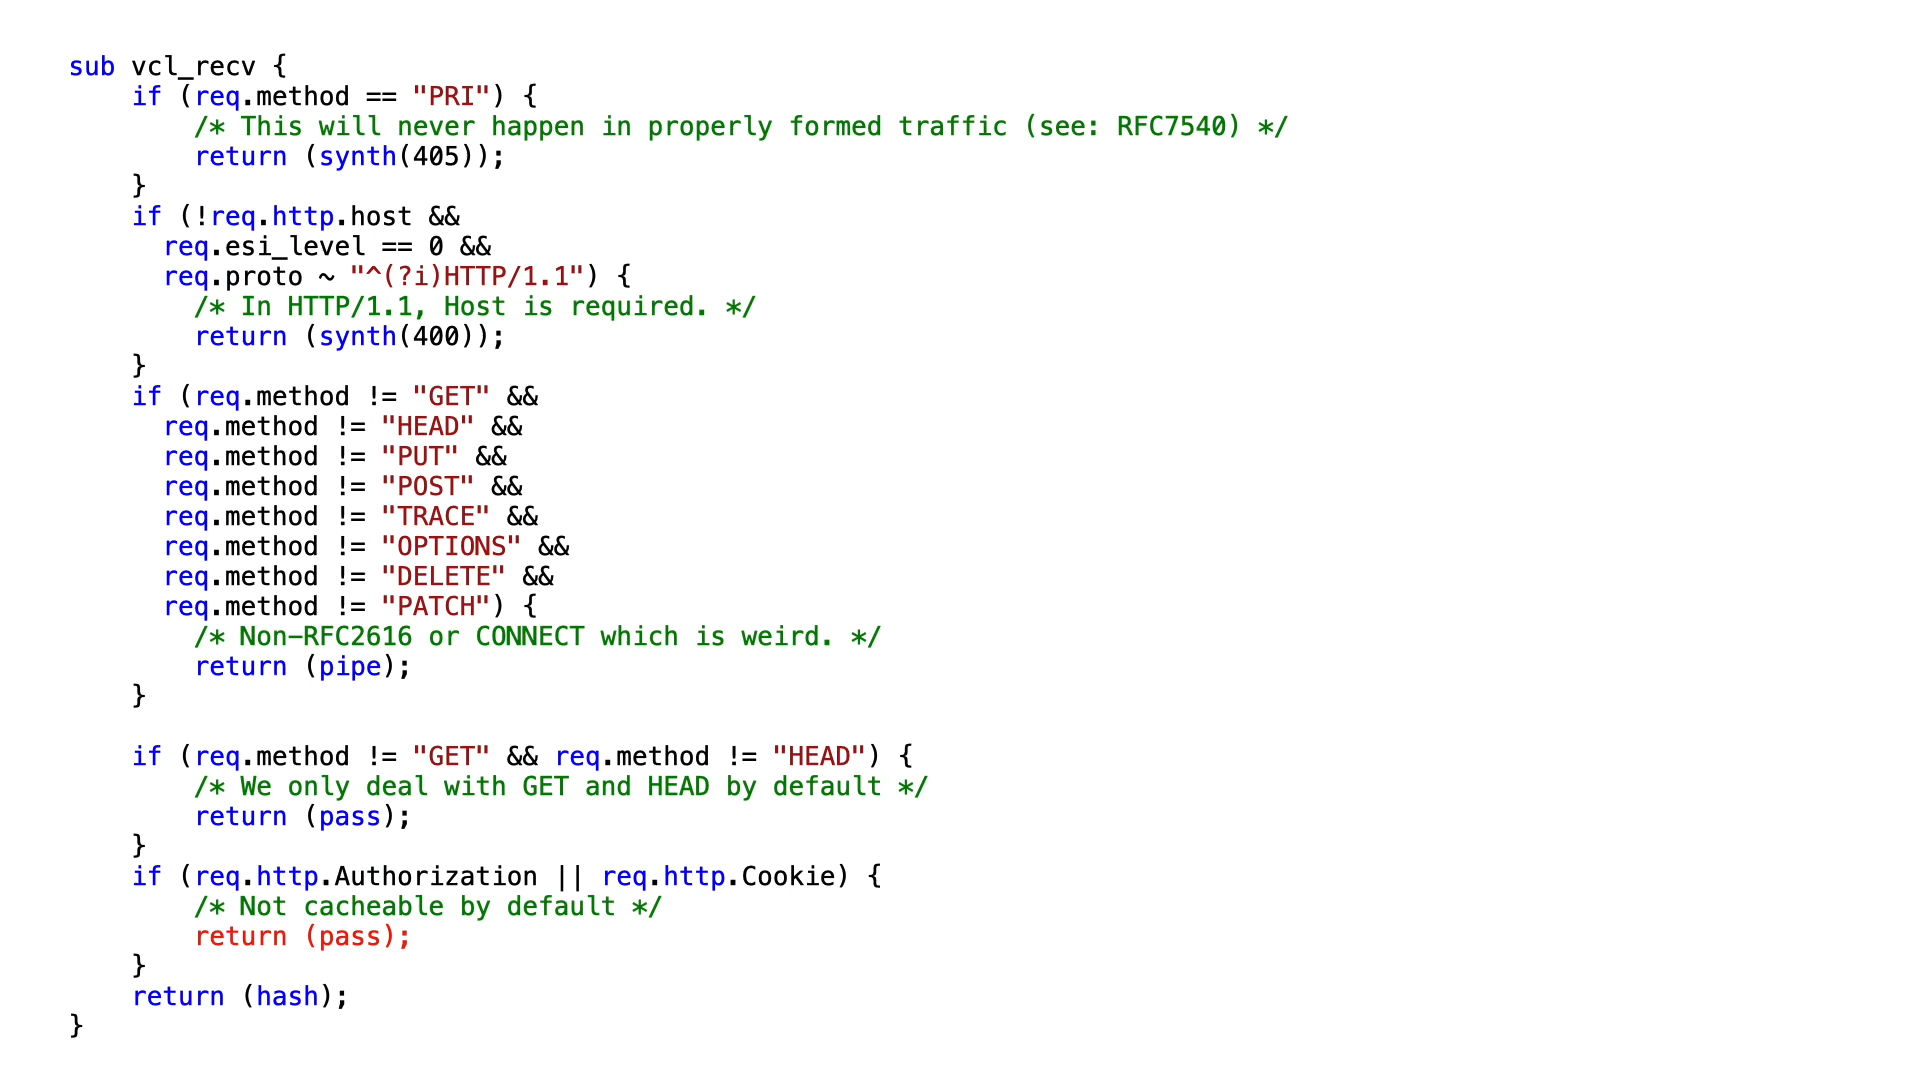 sub vcl_recv {
    if (req.method == "PRI") {
        /* This will never happen in properly formed traffic (see: RFC7540) */
        return (synth(405));
    }
    if (!req.http.host &&
      req.esi_level == 0 &&
      req.proto ~ "^(?i)HTTP/1.1") {
        /* In HTTP/1.1, Host is required. */
        return (synth(400));
    }
    if (req.method != "GET" &&
      req.method != "HEAD" &&
      req.method != "PUT" &&
      req.method != "POST" &&
      req.method != "TRACE" &&
      req.method != "OPTIONS" &&
      req.method != "DELETE" &&
      req.method != "PATCH") {
        /* Non-RFC2616 or CONNECT which is weird. */
        return (pipe);
    }

    if (req.method != "GET" && req.method != "HEAD") {
        /* We only deal with GET and HEAD by default */
        return (pass);
    }
    if (req.http.Authorization || req.http.Cookie) {
        /* Not cacheable by default */
        return (pass);
    }
    return (hash);
}